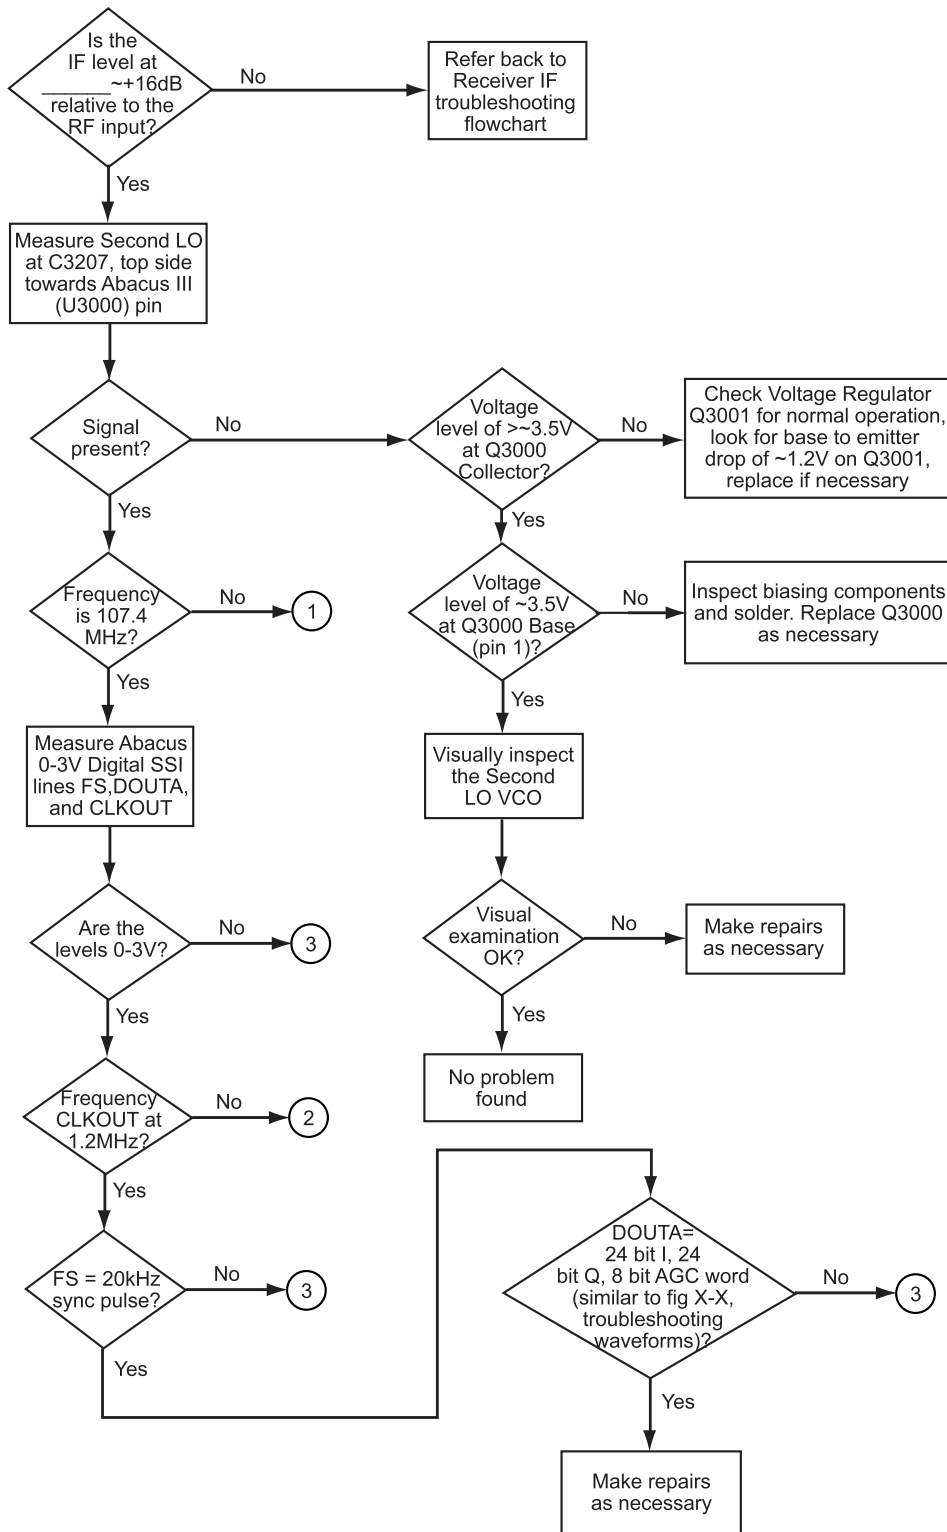 Is the
IF level at
______~+16dB
relative to the
RF input?
No
Refer back to
Receiver IF
troubleshooting
flowchart
Yes
Measure Second LO
at C3207, top side
towards Abacus III
(U3000) pin
Signal
present?
No
Voltage
level of >~3.5V
at Q3000
Collector?
No
Check Voltage Regulator
Q3001 for normal operation,
look for base to emitter
drop of ~1.2V on Q3001,
replace if necessary
Yes
Yes
Frequency
is 107.4
MHz?
No
1
Voltage
level of ~3.5V
at Q3000 Base
(pin 1)?
No
Inspect biasing components
and solder. Replace Q3000
as necessary
Yes
Yes
Measure Abacus
0-3V Digital SSI
lines FS,DOUTA,
and CLKOUT
Visually inspect
the Second
LO VCO
Are the
levels 0-3V?
No
3
Visual
examination
OK?
No
Make repairs
as necessary
Yes
Yes
No problem
found
Frequency
CLKOUT at
1.2MHz?
No
2
Yes
FS = 20kHz
sync pulse?
No
3
Yes
DOUTA=
24 bit I, 24
bit Q, 8 bit AGC word
(similar to fig X-X,
troubleshooting
waveforms)?
No
3
Yes
Make repairs
as necessary